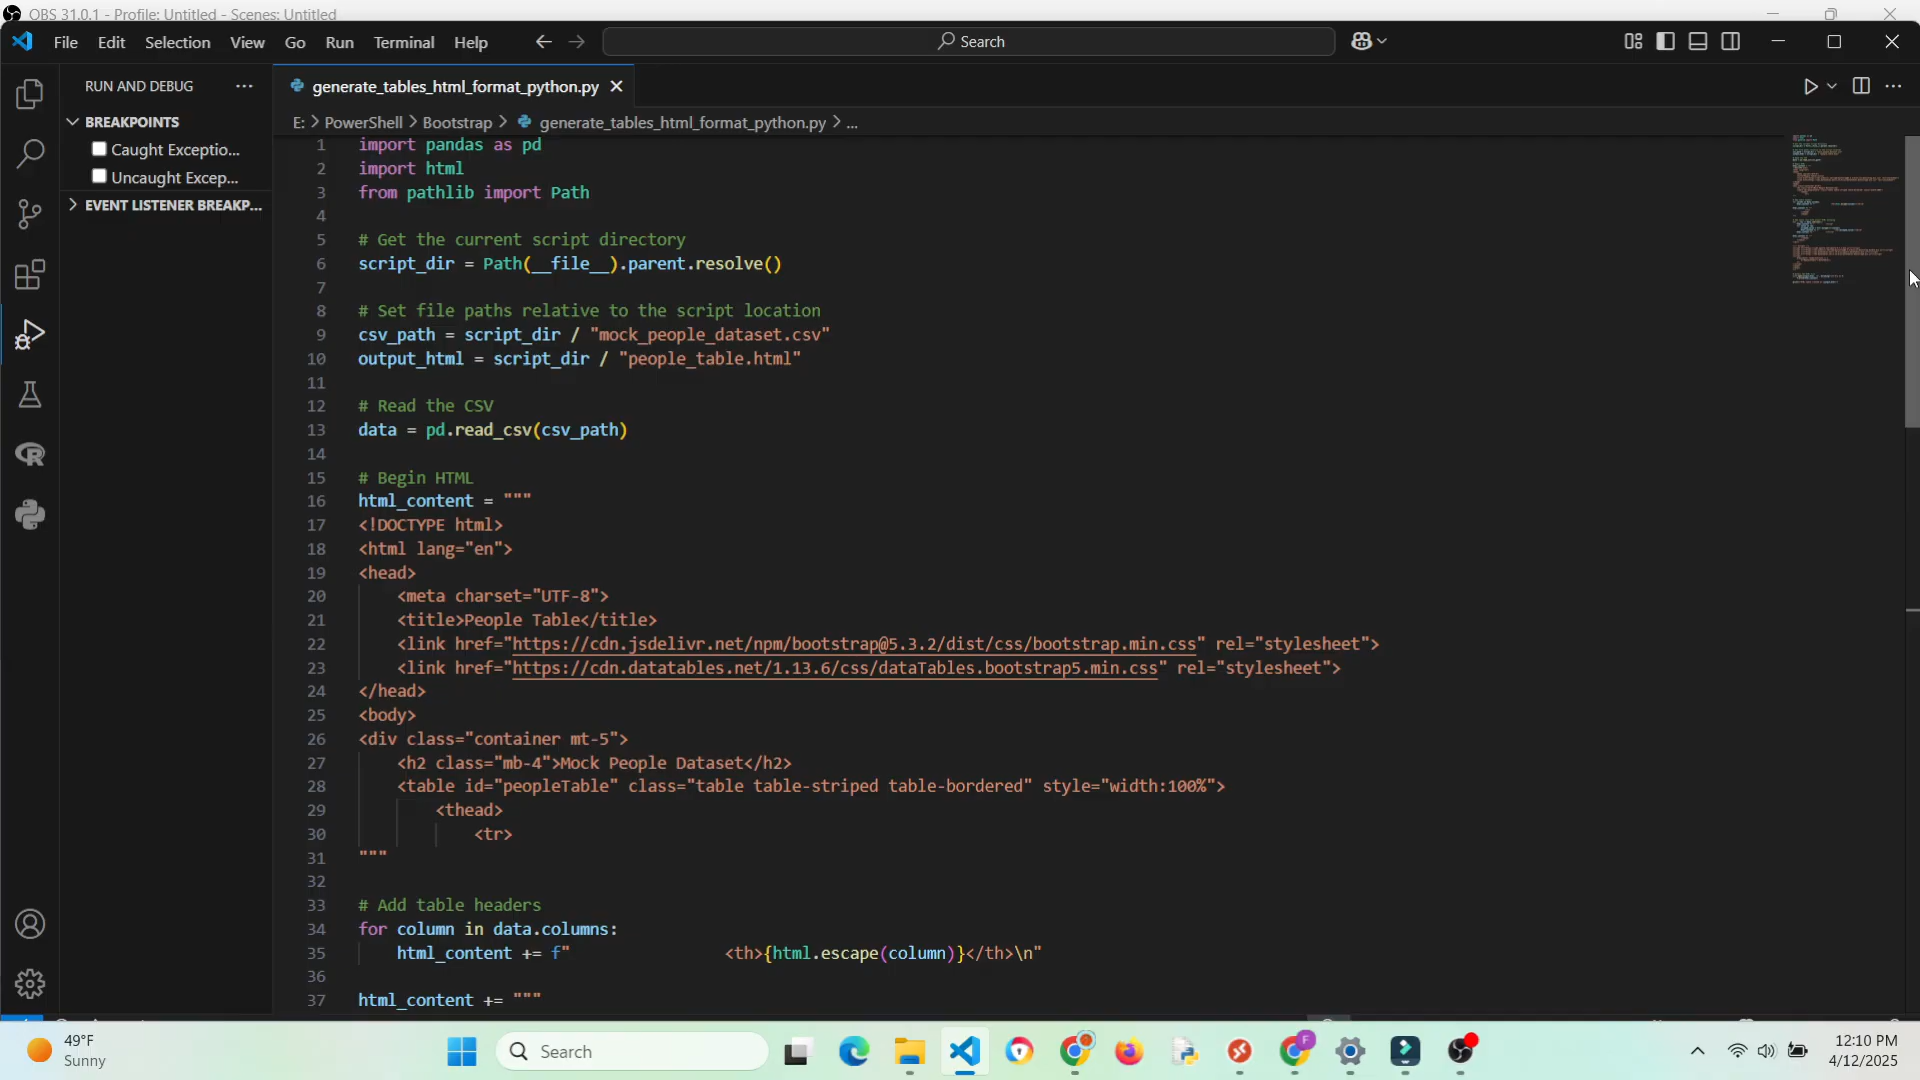 OBS 31.0.1 - Profile: Untitled - Scenes: Untitled
File Edit Selection View Go Run Terminal Help
Search
RUN AND DEBUG
generate_tables_html_format_python.py
BREAKPOINTS
E: > PowerShell > Bootstrap > generate_tables_html_format_python.py > ...
Caught Exceptio...
Uncaught Excep...
EVENT LISTENER BREAKP...
1 import pandas as pd
2 import html
3 from pathlib import Path
4
5 # Get the current script directory
6 script_dir = Path(__file__).parent.resolve()
7
8 # Set file paths relative to the script location
9 csv_path = script_dir / "mock_people_dataset.csv"
10 output_html = script_dir / "people_table.html"
11
12 # Read the CSV
13 data = pd.read_csv(csv_path)
14
15 # Begin HTML
16 html_content = """
17 <!DOCTYPE html>
18 <html lang="en">
19 <head>
20 <meta charset="UTF-8">
21 <title>People Table</title>
22 <link href="https://cdn.jsdelivr.net/npm/bootstrap@5.3.2/dist/css/bootstrap.min.css" rel="stylesheet">
23 <link href="https://cdn.datatables.net/1.13.6/css/dataTables.bootstrap5.min.css" rel="stylesheet">
24 </head>
25 <body>
26 <div class="container mt-5">
27 <h2 class="mb-4">Mock People Dataset</h2>
28 <table id="peopleTable" class="table table-striped table-bordered" style="width:100%">
29 <thead>
30 <tr>
31 """
32
33 # Add table headers
34 for column in data.columns:
35 html_content += f" <th>{html.escape(column)}</th>\n"
36
37 html_content += """
49°F
Sunny
Search
12:10 PM
4/12/2025